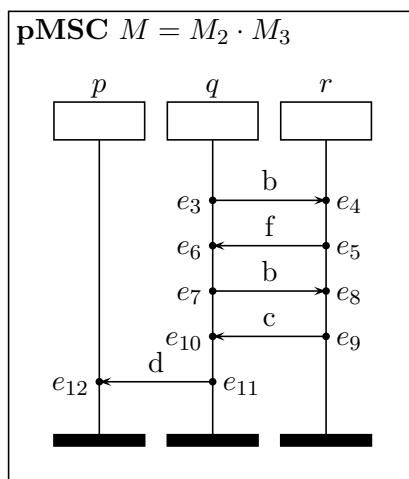 pMSC M = M₂ · M₃
p q r
b
e₃ e₄
f
e₆ e₅
b
e₇ e₈
c
e₁₀ e₉
d
e₁₂ e₁₁